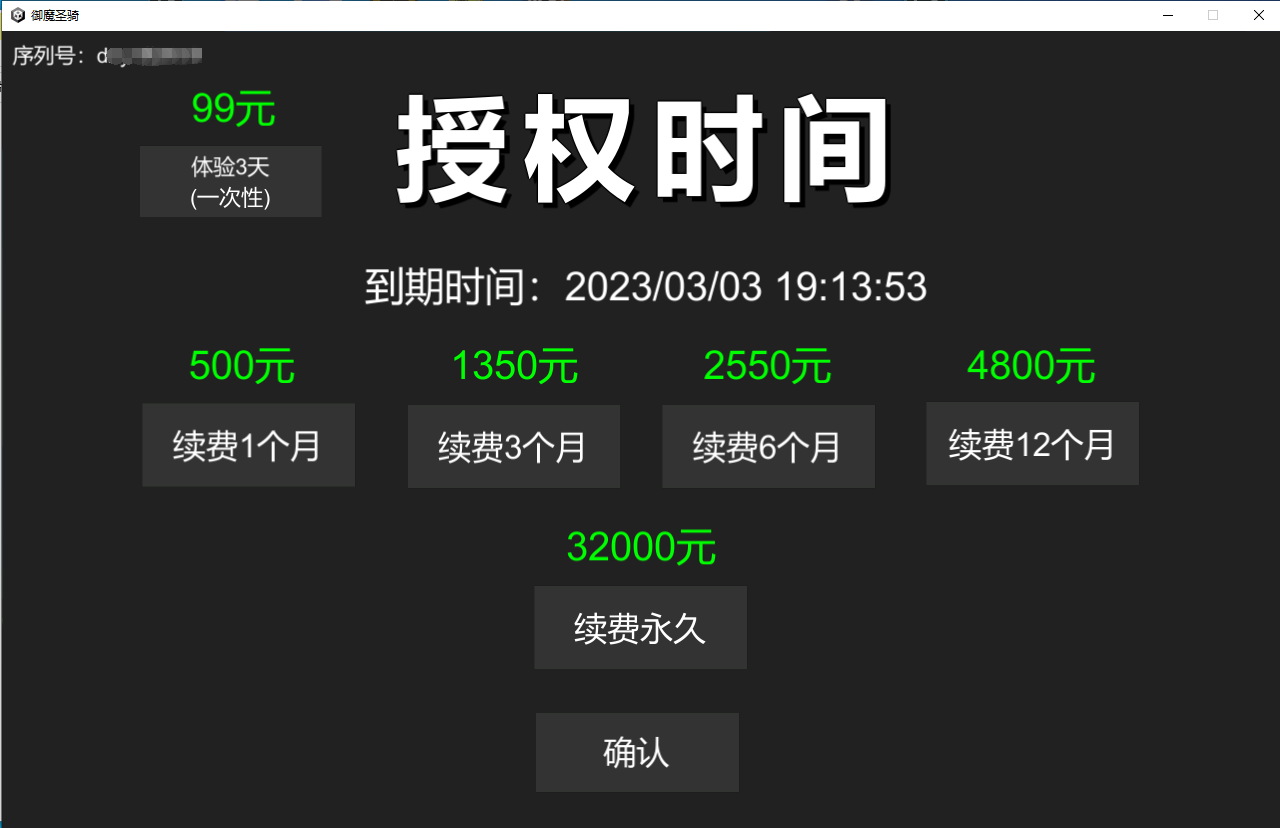 御魔圣骑
序列号：
99元
体验3天
(一次性)
授权时间
到期时间：2023/03/03 19:13:53
500元
1350元
2550元
4800元
续费1个月
续费3个月
续费6个月
续费12个月
32000元
续费永久
确认